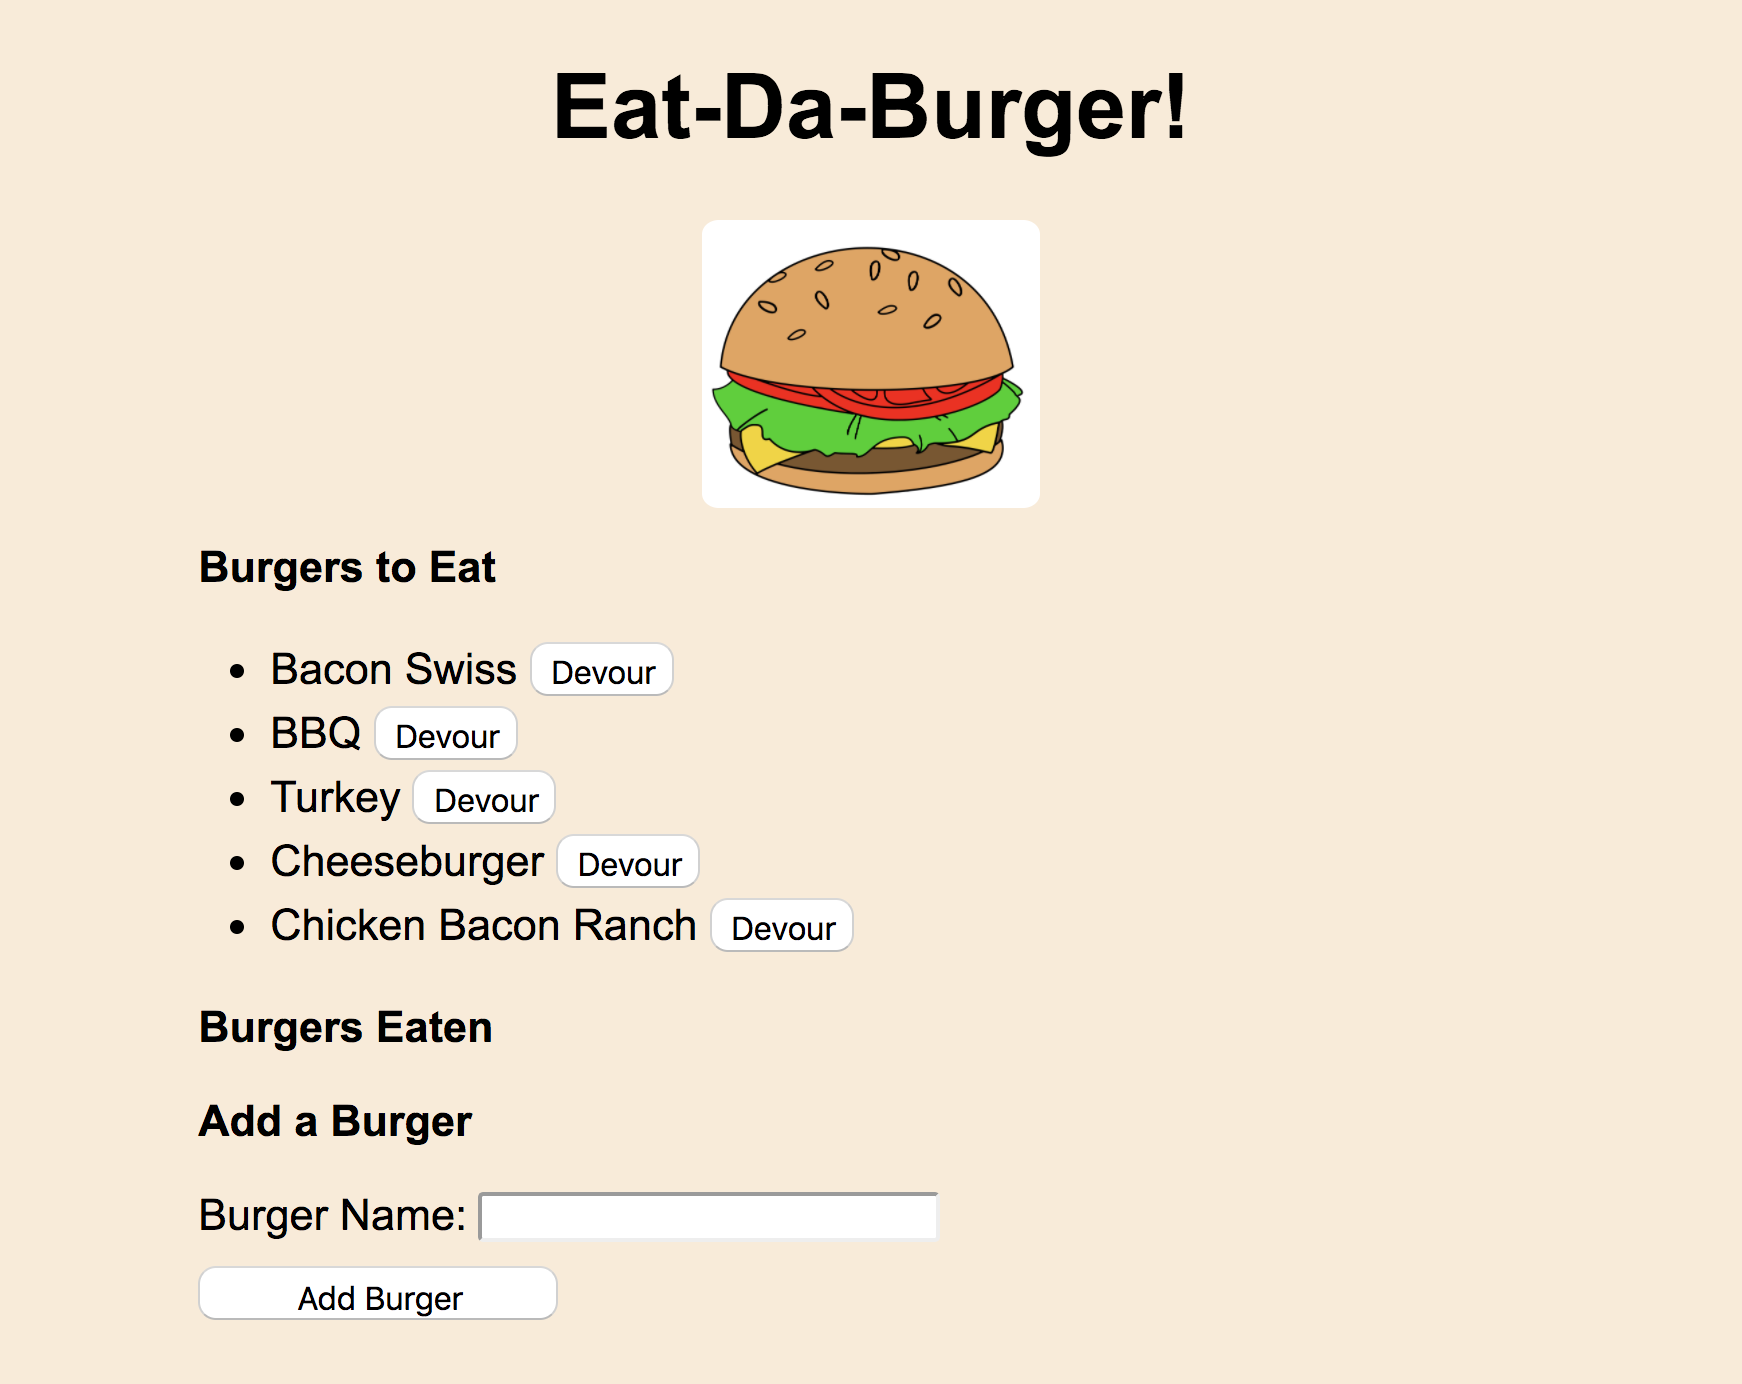 Eat-Da-Burger!
Burgers to Eat
Bacon Swiss Devour
BBQ Devour
Turkey Devour
Cheeseburger Devour
Chicken Bacon Ranch Devour
Burgers Eaten
Add a Burger
Burger Name:
Add Burger